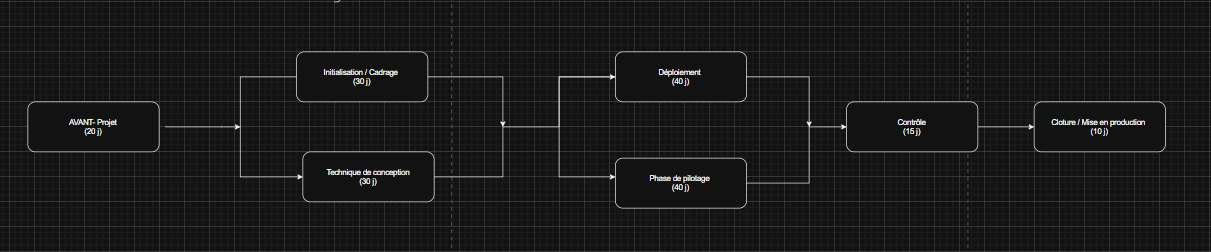 AVANT- Projet
(20 j)
Initialisation / Cadrage
(30 j)
Technique de conception
(30 j)
Déploiement
(40 j)
Phase de pilotage
(40 j)
Contrôle
(15 j)
Cloture / Mise en production
(10 j)